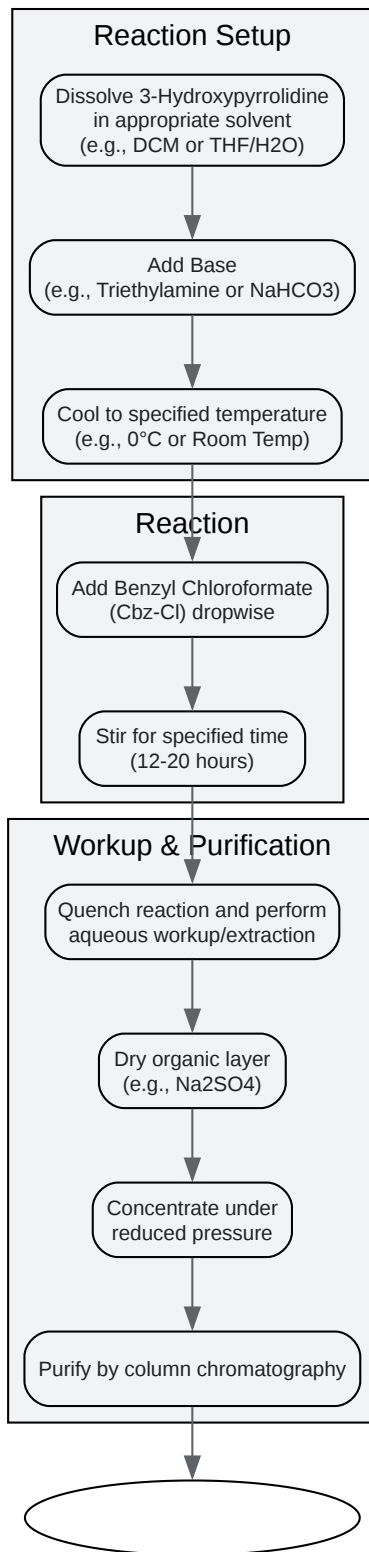 Reaction Setup
Dissolve 3-Hydroxypyrrolidine
in appropriate solvent
(e.g., DCM or THF/H2O)
Add Base
(e.g., Triethylamine or NaHCO3)
Cool to specified temperature
(e.g., 0°C or Room Temp)
Reaction
Add Benzyl Chloroformate
(Cbz-Cl) dropwise
Stir for specified time
(12-20 hours)
Workup & Purification
Quench reaction and perform
aqueous workup/extraction
Dry organic layer
(e.g., Na2SO4)
Concentrate under
reduced pressure
Purify by column chromatography